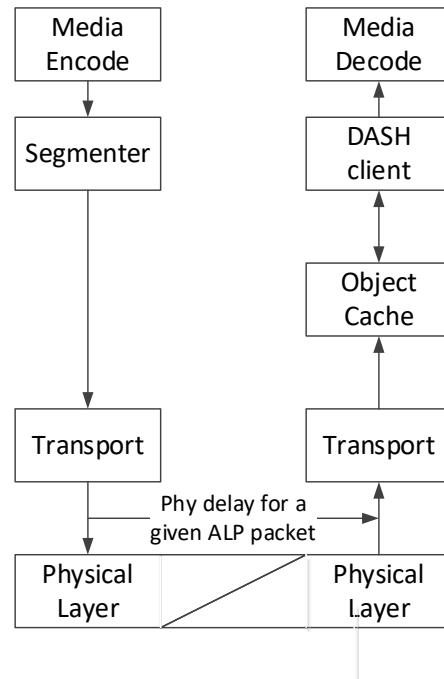 Media
Encode
Media
Decode
Segmenter
DASH
client
Object
Cache
Transport
Transport
Phy delay for a
given ALP packet
Physical
Layer
Physical
Layer